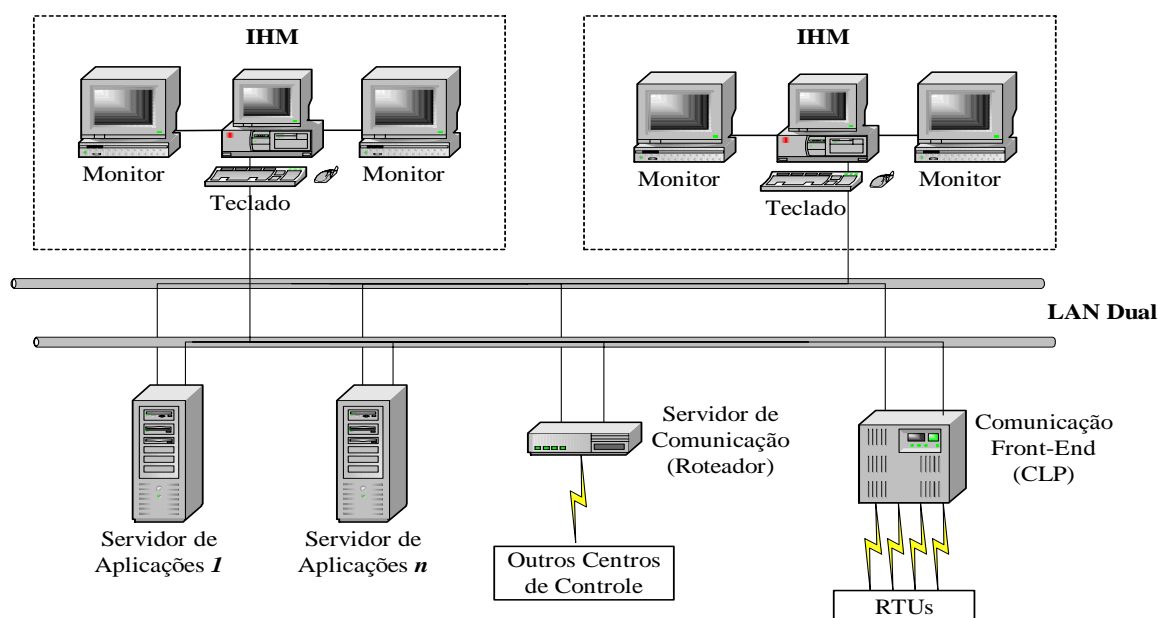 IHM
Monitor
Monitor
Teclado
IHM
Monitor
Monitor
Teclado
LAN Dual
Servidor de
Aplicações 1
Servidor de
Aplicações n
Servidor de
Comunicação
(Roteador)
Outros Centros
de Controle
Comunicação
Front-End
(CLP)
RTUs